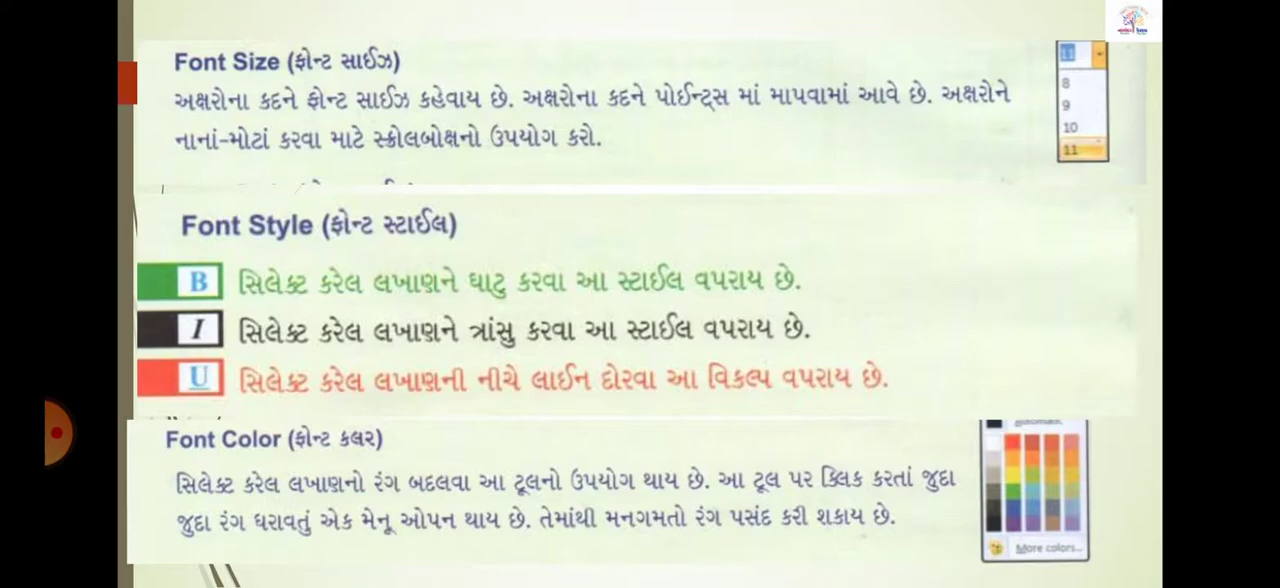 Font Size (ફોન્ટ સાઈઝ)
અક્ષરોના કદને ફોન્ટ સાઈઝ કહેવાય છે. અક્ષરોના કદને પોઈન્ટ્સ માં માપવામાં આવે છે. અક્ષરોને
નાનાં-મોટાં કરવા માટે સ્ક્રોલબોક્ષનો ઉપયોગ કરો.
11
8
9
10
11
Font Style (ફોન્ટ સ્ટાઈલ)
B સિલેક્ટ કરેલ લખાણને ઘાટુ કરવા આ સ્ટાઈલ વપરાય છે.
I સિલેક્ટ કરેલ લખાણને ત્રાંસુ કરવા આ સ્ટાઈલ વપરાય છે.
U સિલેક્ટ કરેલ લખાણની નીચે લાઈન દોરવા આ વિકલ્પ વપરાય છે.
Font Color (ફોન્ટ કલર)
સિલેક્ટ કરેલ લખાણનો રંગ બદલવા આ ટૂલનો ઉપયોગ થાય છે. આ ટૂલ પર ક્લિક કરતાં જુદા
જુદા રંગ ધરાવતું એક મેનૂ ઓપન થાય છે. તેમાંથી મનગમતો રંગ પસંદ કરી શકાય છે.
Automatic
More colors...